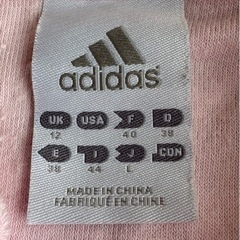 adidas
UK USA F D
12 40 38
E I J CDN
38 44 L
MADE IN CHINA
FABRIQUÉ EN CHINE